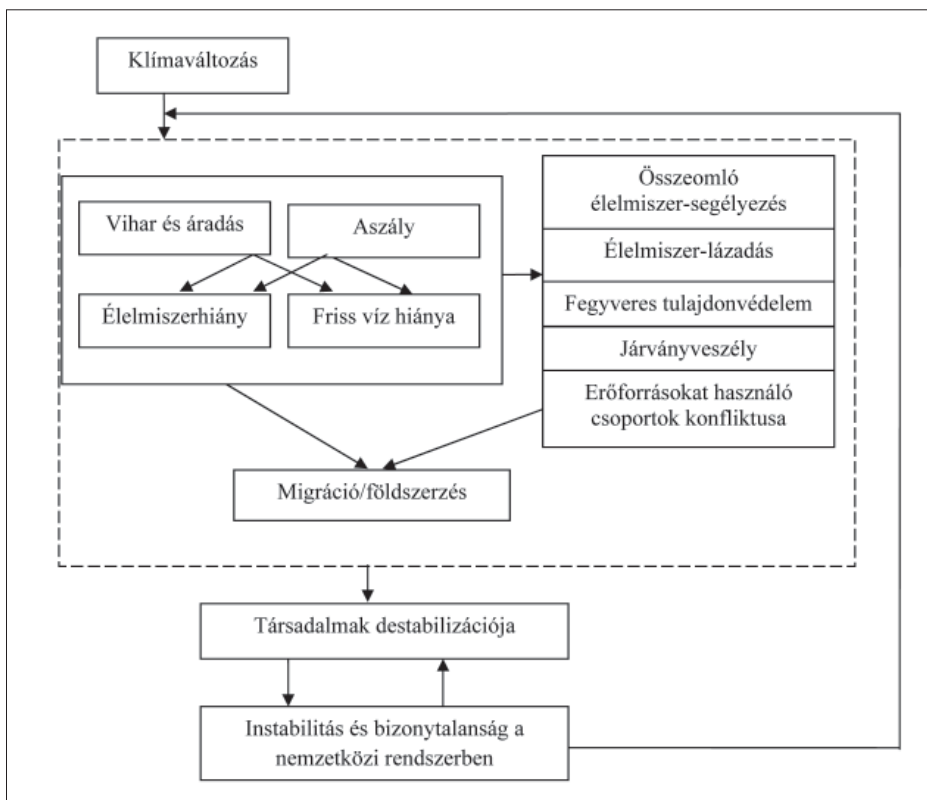 Klímaváltozás
Vihar és áradás
Aszály
Élelmiszerhiány
Friss víz hiánya
Összeomló
élelmiszer-segélyezés
Élelmiszer-lázadás
Fegyveres tulajdonvédelem
Járványveszély
Erőforrásokat használó
csoportok konfliktusa
Migráció/földszerzés
Társadalmak destabilizációja
Instabilitás és bizonytalanság a
nemzetközi rendszerben